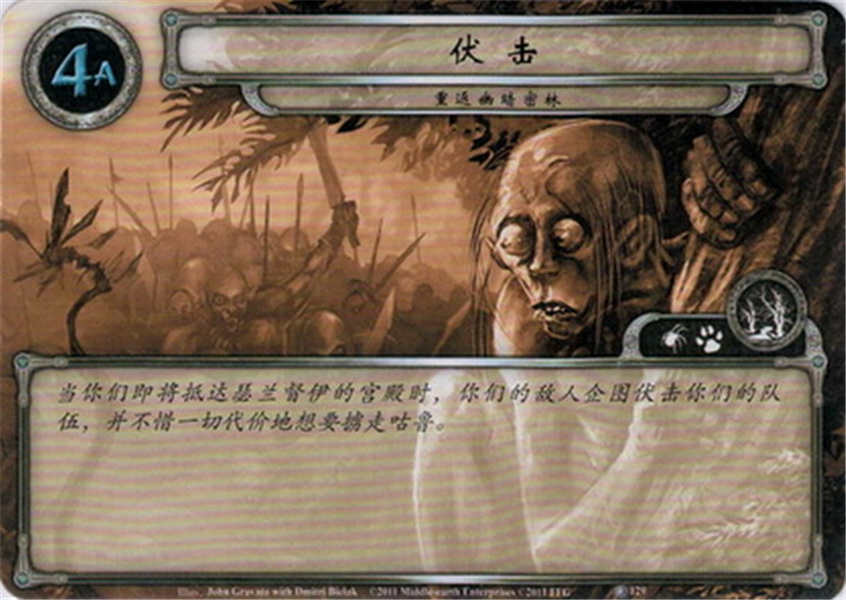 4A
伏击
重返幽暗密林
当你们即将抵达瑟兰督伊的宫殿时，你们的敌人企图伏击你们的队
伍，并不惜一切代价地想要掳走咕鲁。
Illus. John Gravato with Dmitri Bielak ©2011 Middle-earth Enterprises ©2011 FFG 129